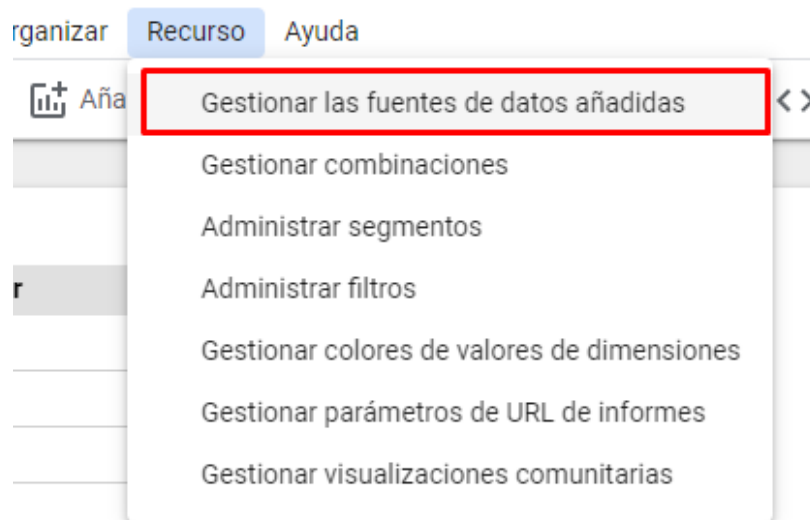 rganizar Recurso Ayuda
Aña
Gestionar las fuentes de datos añadidas
Gestionar combinaciones
Administrar segmentos
Administrar filtros
r
Gestionar colores de valores de dimensiones
Gestionar parámetros de URL de informes
Gestionar visualizaciones comunitarias